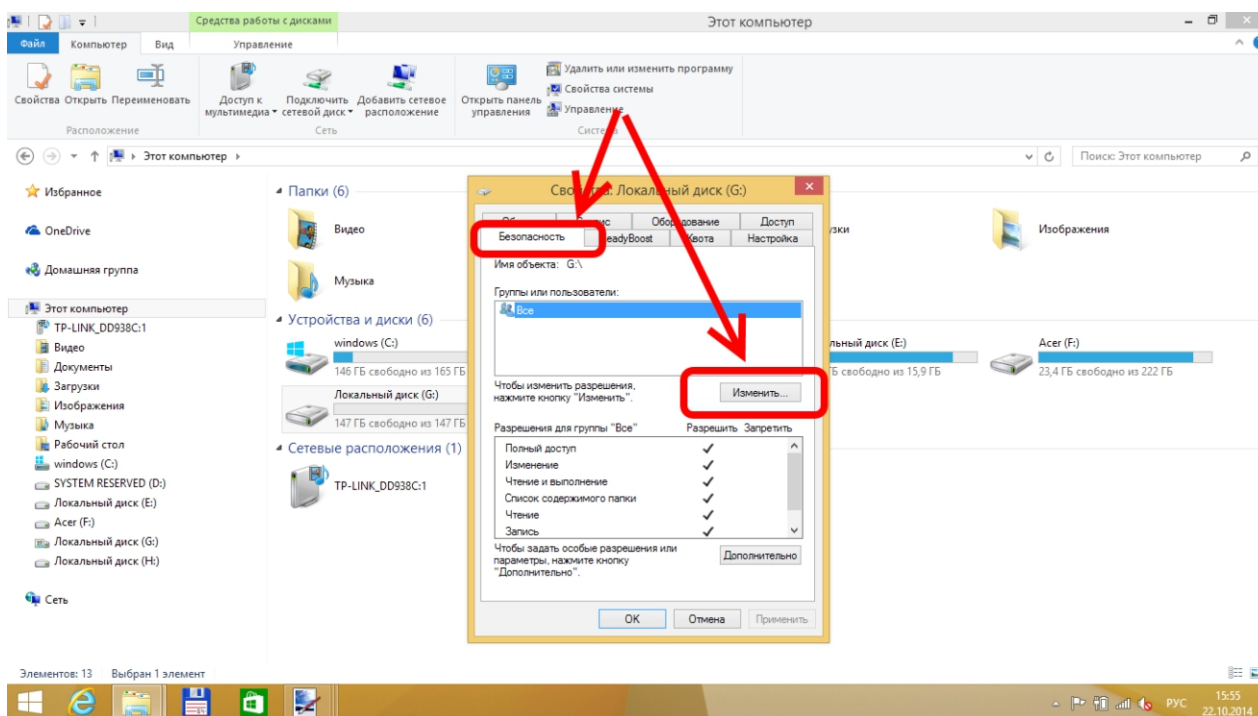 Средства работы с дисками
Этот компьютер
Файл
Компьютер
Вид
Управление
Удалить или изменить программу
Свойства системы
Управление
Свойства Открыть Переименовать
Доступ к мультимедиа
Подключить сетевой диск
Добавить сетевое расположение
Открыть панель управления
Расположение
Сеть
Этот компьютер
Поиск: Этот компьютер
Избранное
OneDrive
Домашняя группа
Этот компьютер
TP-LINK_DD938C:1
Видео
Документы
Загрузки
Изображения
Музыка
Рабочий стол
windows (C:)
SYSTEM RESERVED (D:)
Локальный диск (E:)
Acer (F:)
Локальный диск (G:)
Локальный диск (H:)
Сеть
Папки (6)
Видео
Музыка
Изображения
Устройства и диски (6)
windows (C:)
146 ГБ свободно из 165 ГБ
Локальный диск (G:)
147 ГБ свободно из 147 ГБ
диск (E:)
свободно из 15,9 ГБ
Acer (F:)
23,4 ГБ свободно из 222 ГБ
Сетевые расположения (1)
TP-LINK_DD938C:1
Локальный диск (G:)
Оборудование
Доступ
Безопасность
Квота
Настройка
Имя объекта: G:\
Группы или пользователи:
Все
Чтобы изменить разрешения,
нажмите кнопку "Изменить".
Изменить...
Разрешения для группы "Все"
Разрешить Запретить
Полный доступ
Изменение
Чтение и выполнение
Список содержимого папки
Чтение
Запись
Чтобы задать особые разрешения или
параметры, нажмите кнопку
"Дополнительно".
Дополнительно
OK
Отмена
Применить
Элементов: 13
Выбран 1 элемент
РУС
15:55
22.10.2014